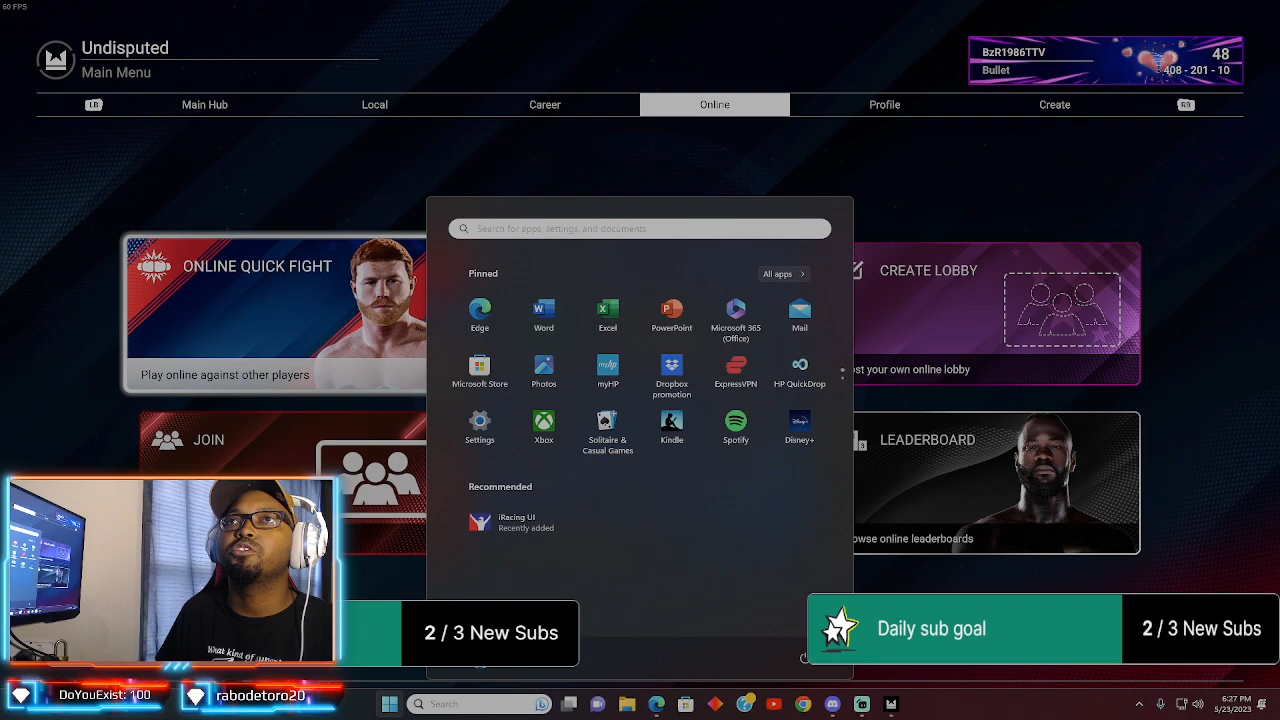 60 FPS
Undisputed
Main Menu
BzR1986TTV
48
Bullet
408 - 201 - 10
LB
Main Hub
Local
Career
Online
Profile
Create
RB
ONLINE QUICK FIGHT
Play online against other players
JOIN
CREATE LOBBY
ost your own online lobby
LEADERBOARD
owse online leaderboards
Search for apps, settings, and documents
Pinned
All apps
Edge
Word
Excel
PowerPoint
Microsoft 365
(Office)
Mail
Microsoft Store
Photos
myHP
Dropbox
promotion
ExpressVPN
HP QuickDrop
Settings
Xbox
Solitaire &
Casual Games
Kindle
Spotify
Disney+
Recommended
iRacing UI
Recently added
2 / 3 New Subs
Daily sub goal
2 / 3 New Subs
DoYouExist: 100
rabodetoro20
Search
6:27 PM
5/23/2023